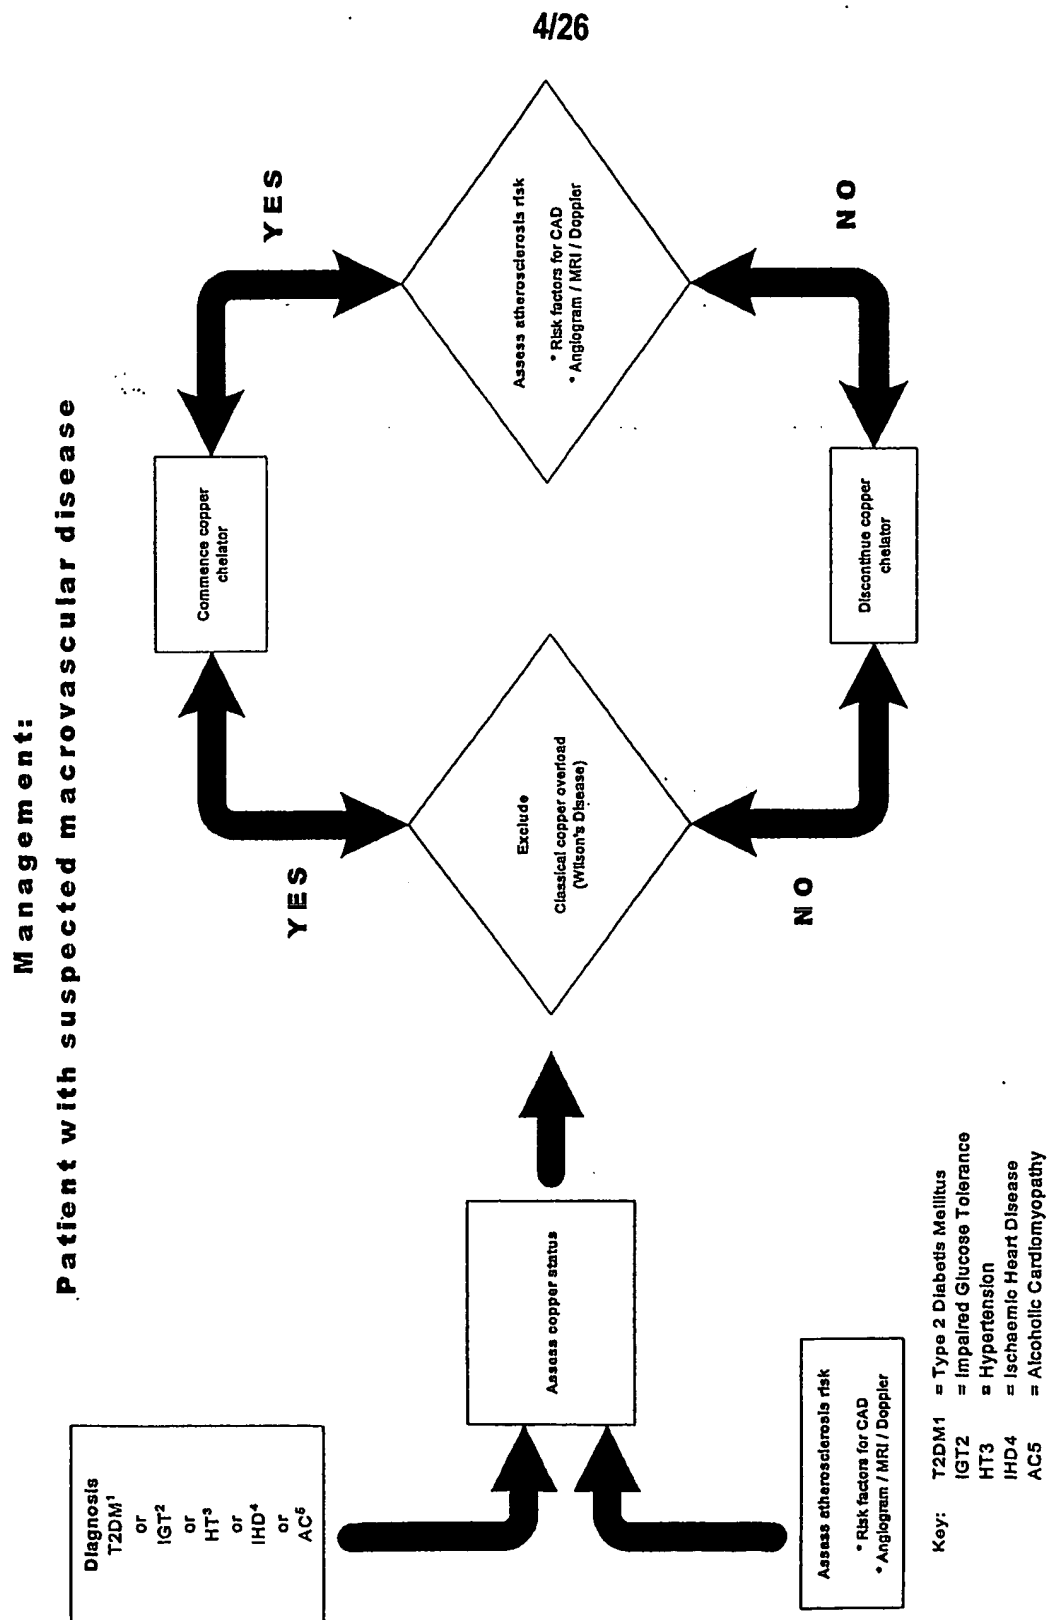 4/26
Management:
Patient with suspected macrovascular disease
Diagnosis
T2DM¹
or
IGT²
or
HT³
or
IHD⁴
or
AC⁵
Assess atherosclerosis risk
* Risk factors for CAD
* Angiogram / MRI / Doppler
Assess copper status
Exclude
Classical copper overload
(Wilson's Disease)
YES
NO
Commence copper
chelator
Discontinue copper
chelator
YES
NO
Assess atherosclerosis risk
* Risk factors for CAD
* Angiogram / MRI / Doppler
Key: T2DM1 = Type 2 Diabetis Mellitus
IGT2 = Impaired Glucose Tolerance
HT3 = Hypertension
IHD4 = Ischaemic Heart Disease
AC5 = Alcoholic Cardiomyopathy